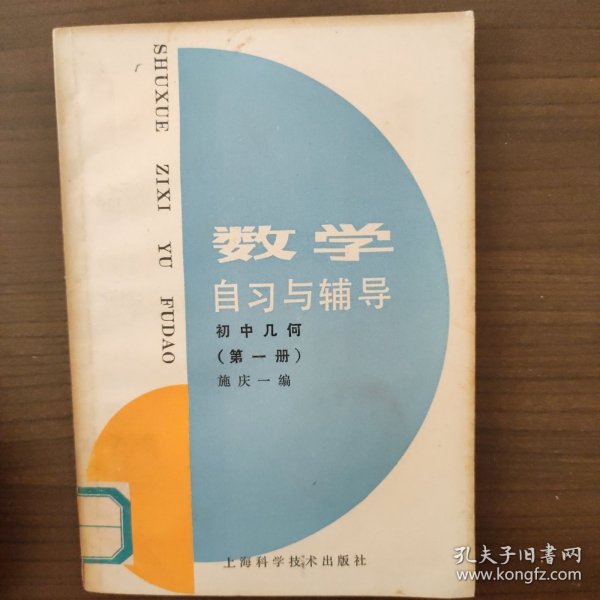 SHUXUE ZIXI YU FUDAO
数学
自习与辅导
初中几何
（第一册）
施庆一编
上海科学技术出版社
孔夫子旧书网
www.kongfz.com